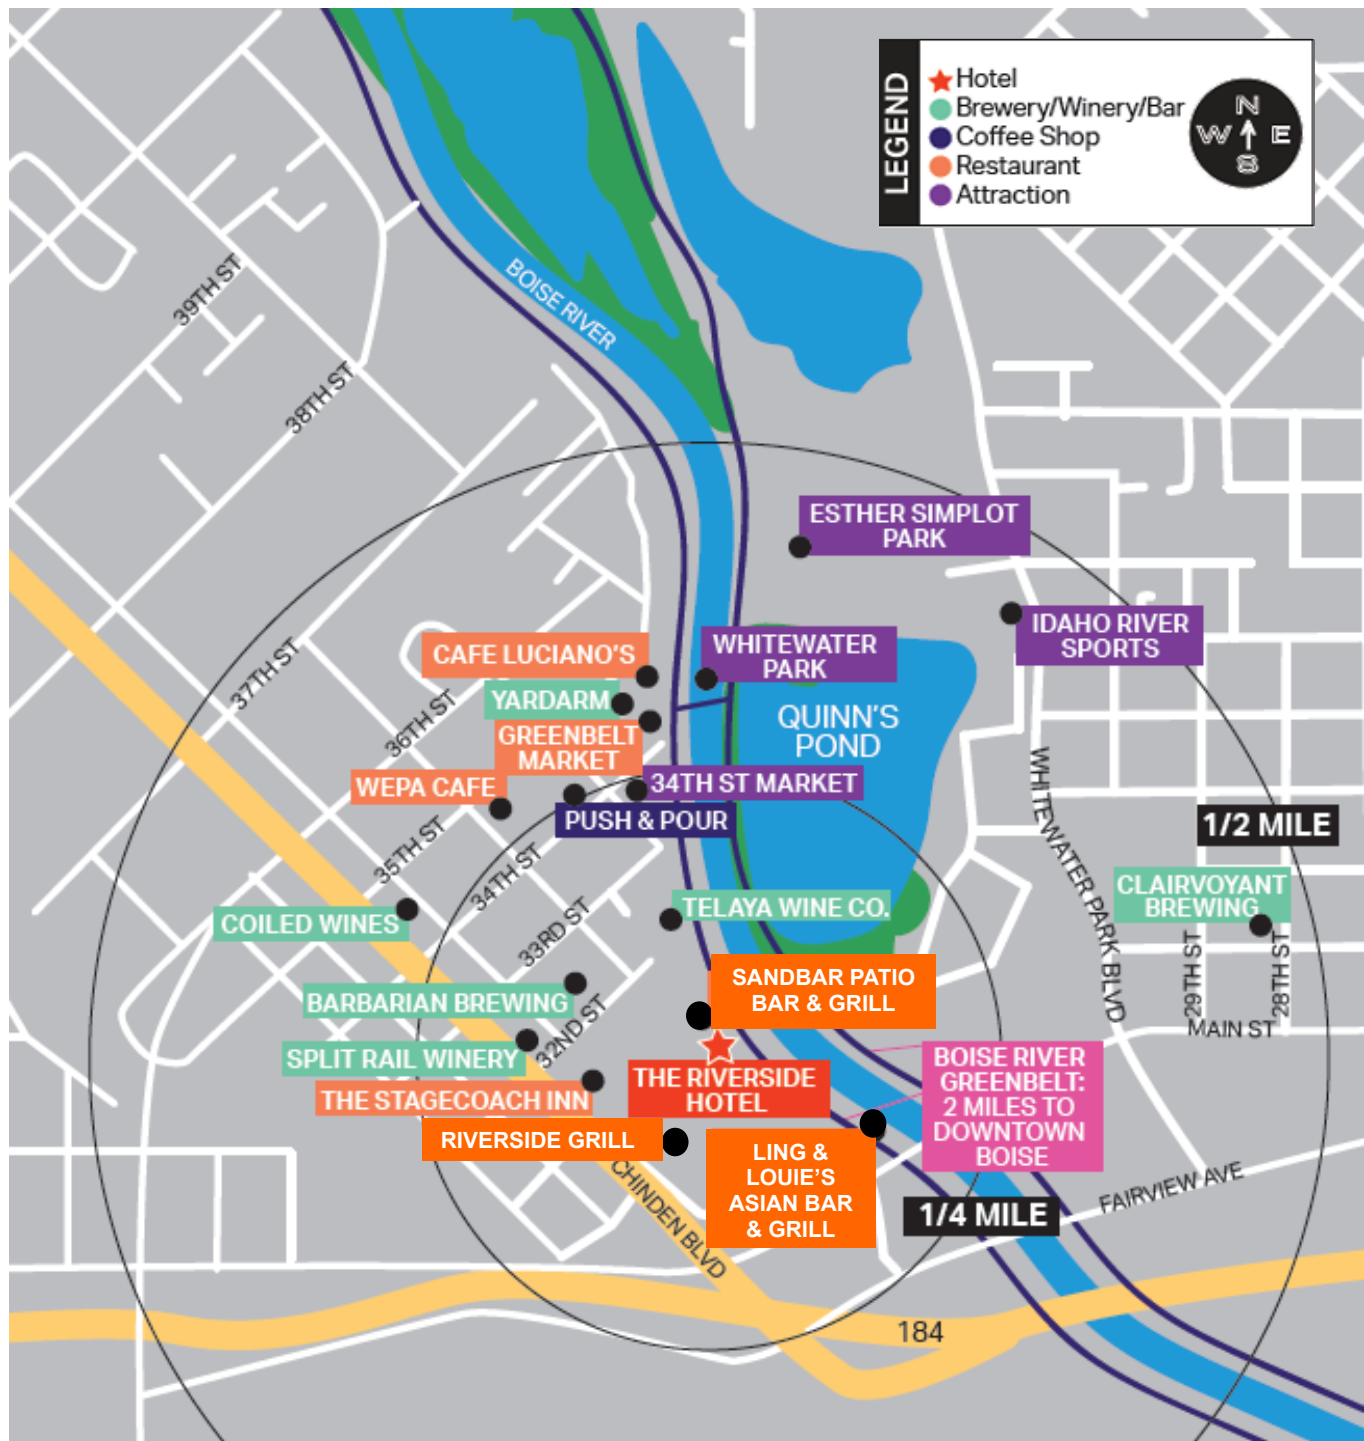 LEGEND
Hotel
Brewery/Winery/Bar
Coffee Shop
Restaurant
Attraction
N
W
E
S
39TH ST
38TH ST
BOISE RIVER
ESTHER SIMPLOT
PARK
IDAHO RIVER
SPORTS
37TH ST
36TH ST
CAFE LUCIANO'S
YARDARM
GREENBELT
MARKET
WHITEWATER
PARK
QUINN'S
POND
WEPA CAFE
34TH ST MARKET
PUSH & POUR
WHITEWATER PARK BLVD
1/2 MILE
35TH ST
34TH ST
33RD ST
32ND ST
COILED WINES
TELAYA WINE CO.
CLAIRVOYANT
BREWING
29TH ST
28TH ST
MAIN ST
BARBARIAN BREWING
SANDBAR PATIO
BAR & GRILL
SPLIT RAIL WINERY
THE STAGECOACH INN
THE RIVERSIDE
HOTEL
BOISE RIVER
GREENBELT:
2 MILES TO
DOWNTOWN
BOISE
RIVERSIDE GRILL
LING &
LOUIE'S
ASIAN BAR
& GRILL
CHINDEN BLVD
FAIRVIEW AVE
1/4 MILE
184